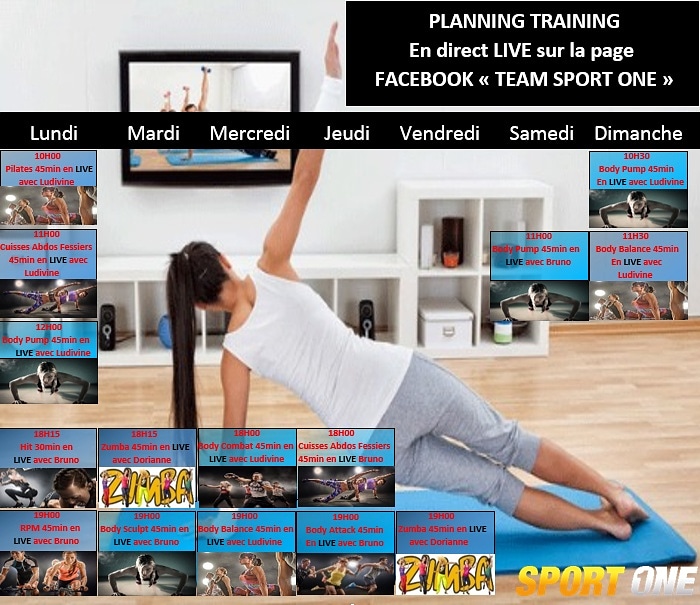 PLANNING TRAINING
En direct LIVE sur la page
FACEBOOK « TEAM SPORT ONE »
Lundi Mardi Mercredi Jeudi Vendredi Samedi Dimanche
10H00
Pilates 45min en LIVE
avec Ludivine
10H30
Body Pump 45min
En LIVE avec Ludivine
11H00
Cuisses Abdos Fessiers
45min en LIVE avec
Ludivine
11H00
Body Pump 45min en
LIVE avec Bruno
11H30
Body Balance 45min
En LIVE avec
Ludivine
12H00
Body Pump 45min en
LIVE avec Ludivine
18H15
Hit 30min en
LIVE avec Bruno
18H15
Zumba 45min en LIVE
avec Dorianne
ZUMBA
18H00
Body Combat 45min en
LIVE avec Ludivine
18H00
Cuisses Abdos Fessiers
45min en LIVE Bruno
19H00
RPM 45min en
LIVE avec Bruno
19H00
Body Sculpt 45min en
LIVE avec Bruno
19H00
Body Balance 45min en
LIVE avec Ludivine
19H00
Body Attack 45min
En LIVE avec Bruno
19H00
Zumba 45min en LIVE
avec Dorianne
ZUMBA
SPORT ONE